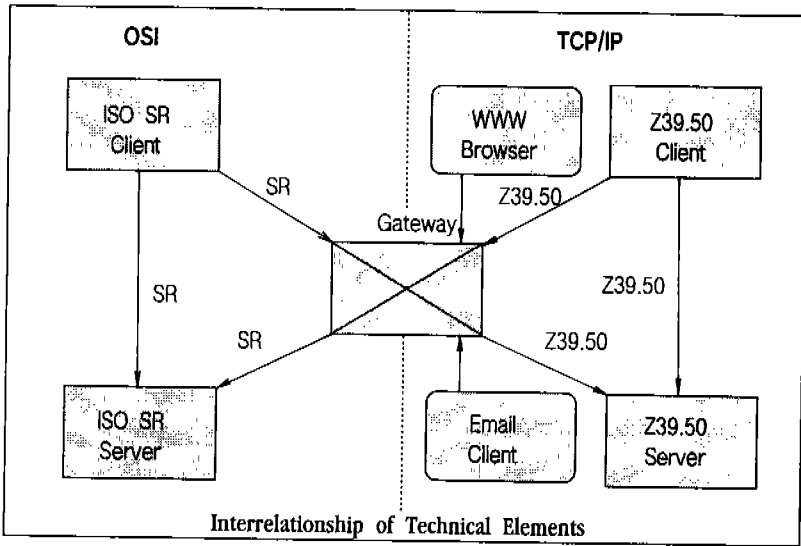 OSI
TCP/IP
ISO SR
Client
WWW
Browser
Z39.50
Client
SR
Z39.50
Gateway
SR
Z39.50
SR
Z39.50
ISO SR
Server
Email
Client
Z39.50
Server
Interrelationship of Technical Elements